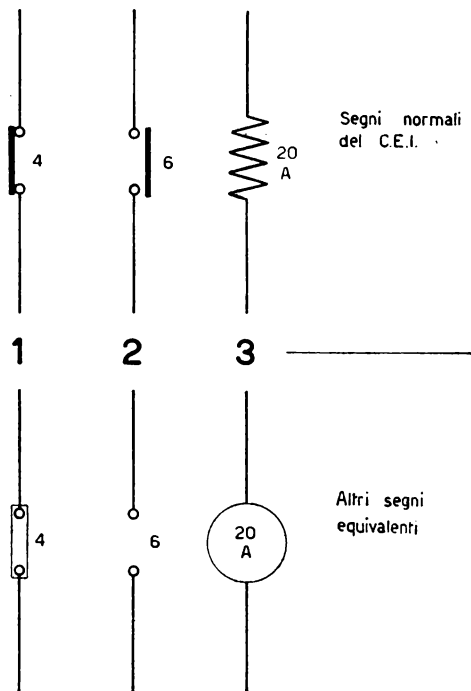 4
6
20
A
Segni normali
del C.E.I.
1
2
3
4
6
20
A
Altri segni
equivalenti